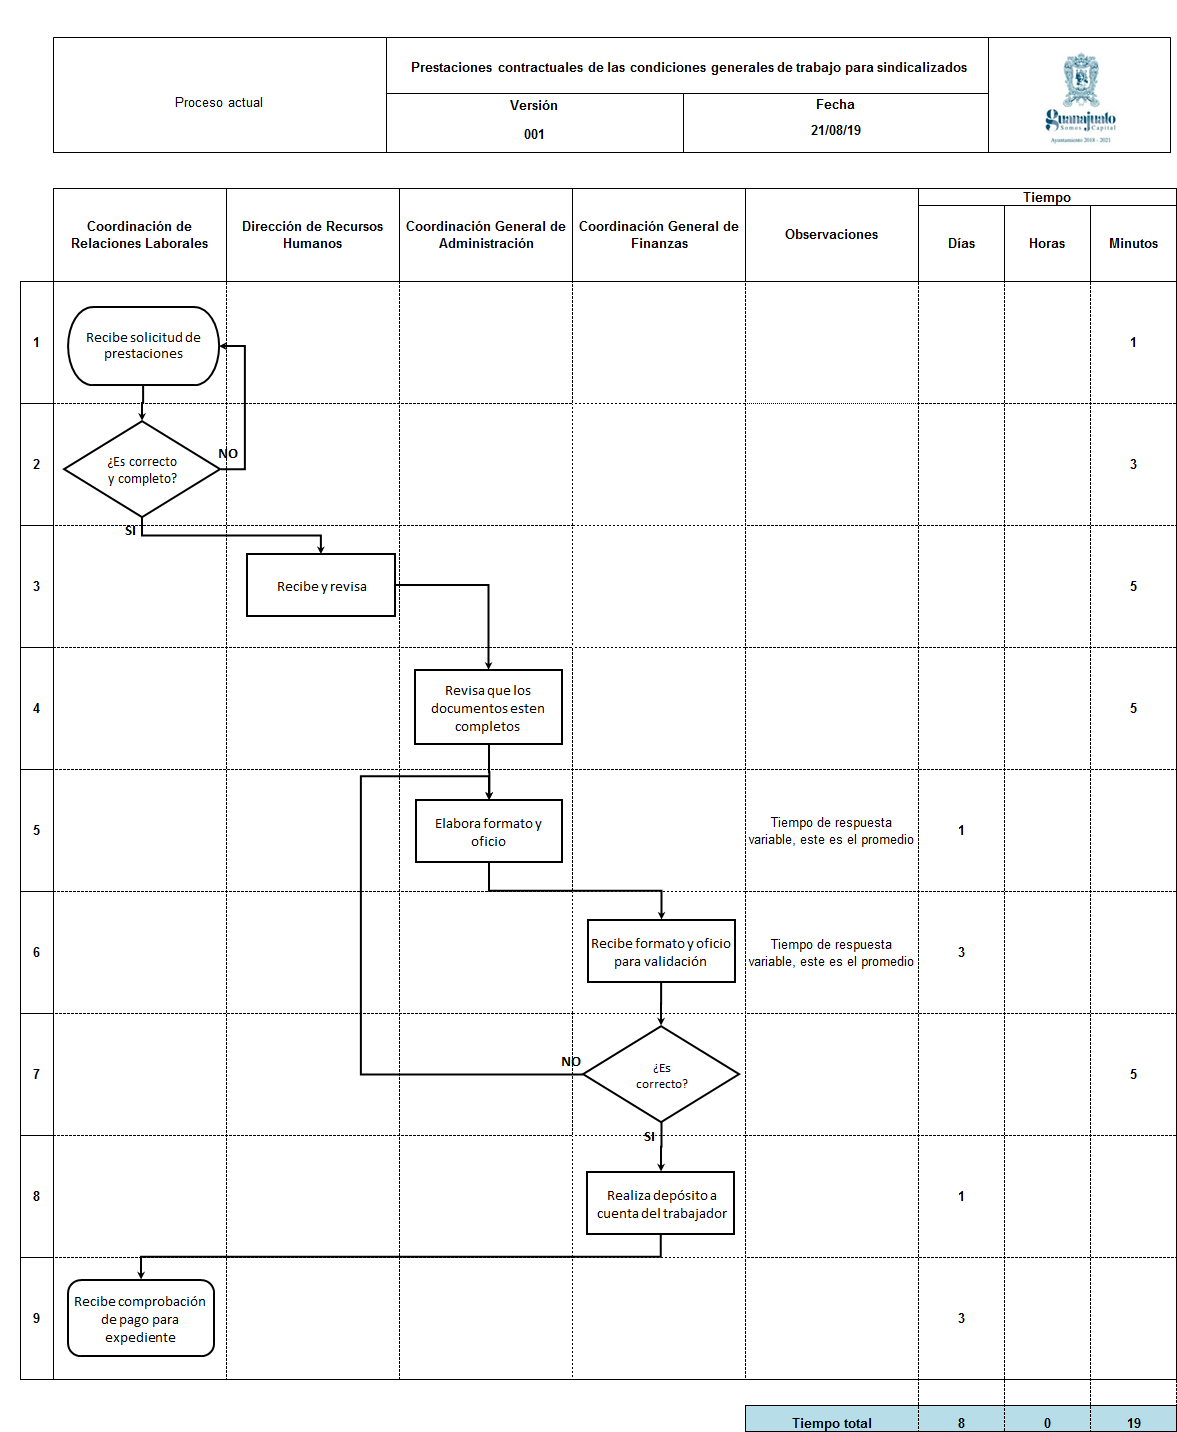 Proceso actual
Prestaciones contractuales de las condiciones generales de trabajo para sindicalizados
Versión
001
Fecha
21/08/19
guanajuato
Somos Capital
Ayuntamiento 2018 - 2021
Coordinación de
Relaciones Laborales
Dirección de Recursos
Humanos
Coordinación General de
Administración
Coordinación General de
Finanzas
Observaciones
Tiempo
Días
Horas
Minutos
1
Recibe solicitud de
prestaciones
1
2
¿Es correcto
y completo?
NO
3
SI
3
Recibe y revisa
5
4
Revisa que los
documentos esten
completos
5
5
Elabora formato y
oficio
Tiempo de respuesta
variable, este es el promedio
1
6
Recibe formato y oficio
para validación
Tiempo de respuesta
variable, este es el promedio
3
7
NO
¿Es
correcto?
5
SI
8
Realiza depósito a
cuenta del trabajador
1
9
Recibe comprobación
de pago para
expediente
3
Tiempo total
8
0
19